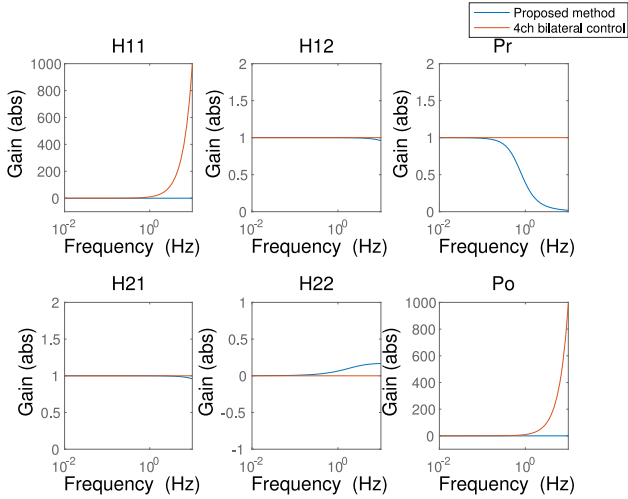 Proposed method
4ch bilateral control
H11
H12
Pr
Gain (abs)
1000
800
600
400
200
0
10^-2
10^0
Frequency (Hz)
Gain (abs)
2
1.5
1
0.5
0
10^-2
10^0
Frequency (Hz)
Gain (abs)
2
1.5
1
0.5
0
10^-2
10^0
Frequency (Hz)
H21
H22
Po
Gain (abs)
2
1.5
1
0.5
0
10^-2
10^0
Frequency (Hz)
Gain (abs)
1
0.5
0
-0.5
-1
10^-2
10^0
Frequency (Hz)
Gain (abs)
1000
800
600
400
200
0
10^-2
10^0
Frequency (Hz)